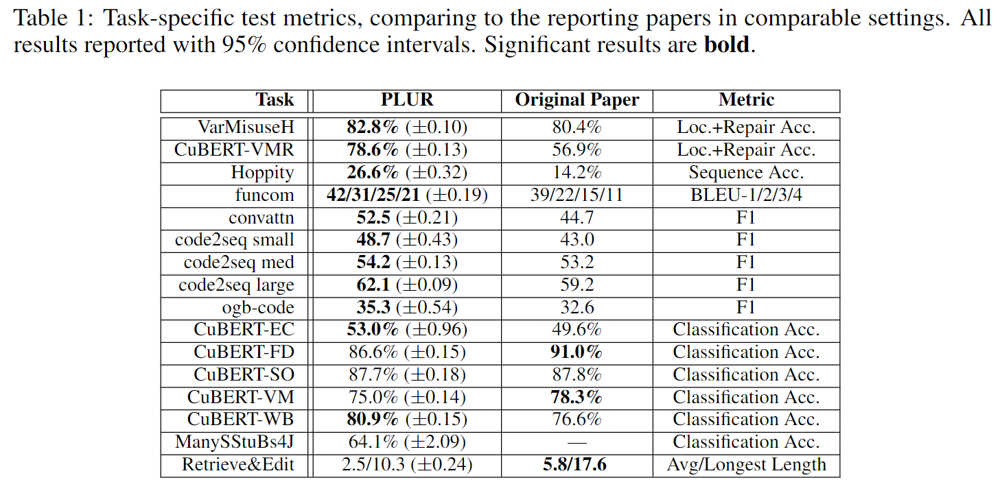 Table 1: Task-specific test metrics, comparing to the reporting papers in comparable settings. All
results reported with 95% confidence intervals. Significant results are bold.
Task PLUR Original Paper Metric
VarMisuseH 82.8% (±0.10) 80.4% Loc.+Repair Acc.
CuBERT-VMR 78.6% (±0.13) 56.9% Loc.+Repair Acc.
Hoppity 26.6% (±0.32) 14.2% Sequence Acc.
funcom 42/31/25/21 (±0.19) 39/22/15/11 BLEU-1/2/3/4
convattn 52.5 (±0.21) 44.7 F1
code2seq small 48.7 (±0.43) 43.0 F1
code2seq med 54.2 (±0.13) 53.2 F1
code2seq large 62.1 (±0.09) 59.2 F1
ogb-code 35.3 (±0.54) 32.6 F1
CuBERT-EC 53.0% (±0.96) 49.6% Classification Acc.
CuBERT-FD 86.6% (±0.15) 91.0% Classification Acc.
CuBERT-SO 87.7% (±0.18) 87.8% Classification Acc.
CuBERT-VM 75.0% (±0.14) 78.3% Classification Acc.
CuBERT-WB 80.9% (±0.15) 76.6% Classification Acc.
ManySStuBs4J 64.1% (±2.09) — Classification Acc.
Retrieve&Edit 2.5/10.3 (±0.24) 5.8/17.6 Avg/Longest Length